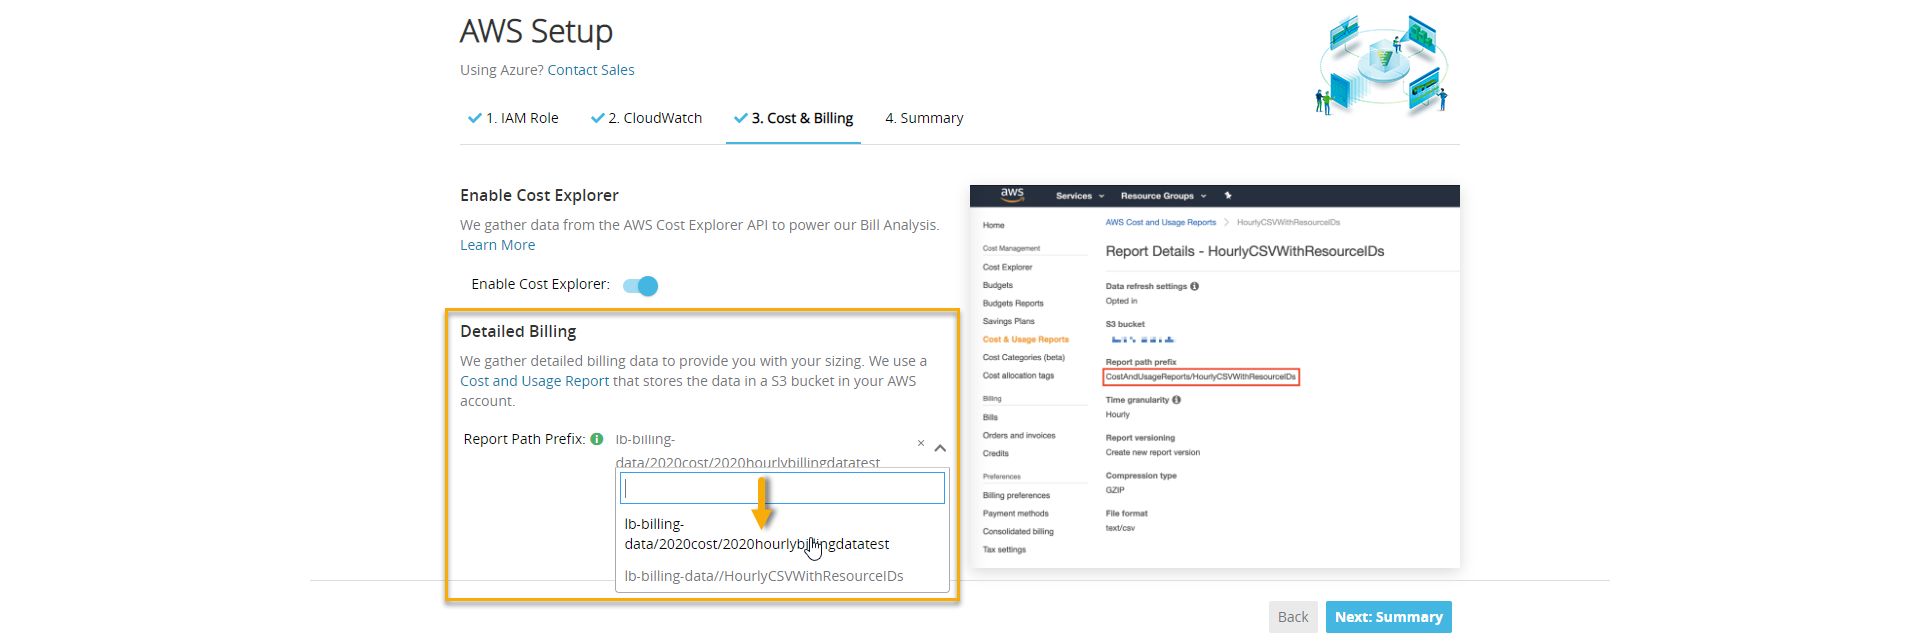 AWS Setup
Using Azure? Contact Sales
1. IAM Role
2. CloudWatch
3. Cost & Billing
4. Summary
Enable Cost Explorer
We gather data from the AWS Cost Explorer API to power our Bill Analysis.
Learn More
Enable Cost Explorer:
Detailed Billing
We gather detailed billing data to provide you with your sizing. We use a
Cost and Usage Report that stores the data in a S3 bucket in your AWS
account.
Report Path Prefix:
lb-billing-
data/2020cost/2020hourlybillingdatatest
lb-billing-
data/2020cost/2020hourlybillingdatatest
lb-billing-data//HourlyCSVWithResourceIDs
aws
Services
Resource Groups
Home
Cost Management
Cost Explorer
Budgets
Budgets Reports
Savings Plans
Cost & Usage Reports
Cost Categories (beta)
Cost allocation tags
Billing
Bills
Orders and invoices
Credits
Preferences
Billing preferences
Payment methods
Consolidated billing
Tax settings
AWS Cost and Usage Reports
HourlyCSVWithResourceIDs
Report Details - HourlyCSVWithResourceIDs
Data refresh settings
Opted in
S3 bucket
Report path prefix
CostAndUsageReports/HourlyCSVWithResourceIDs
Time granularity
Hourly
Report versioning
Create new report version
Compression type
GZIP
File format
text/csv
Back
Next: Summary